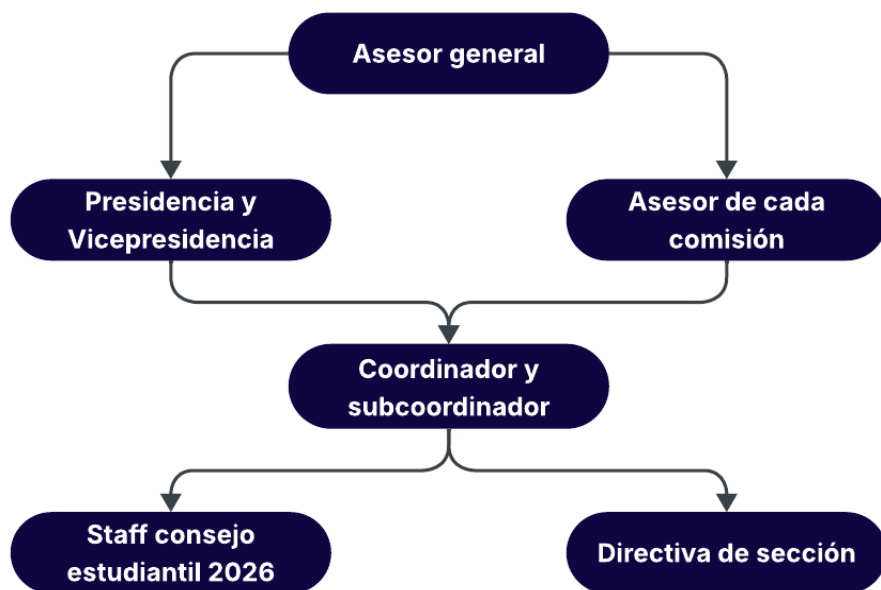 Asesor general
Presidencia y
Vicepresidencia
Asesor de cada
comisión
Coordinador y
subcoordinador
Staff consejo
estudiantil 2026
Directiva de sección